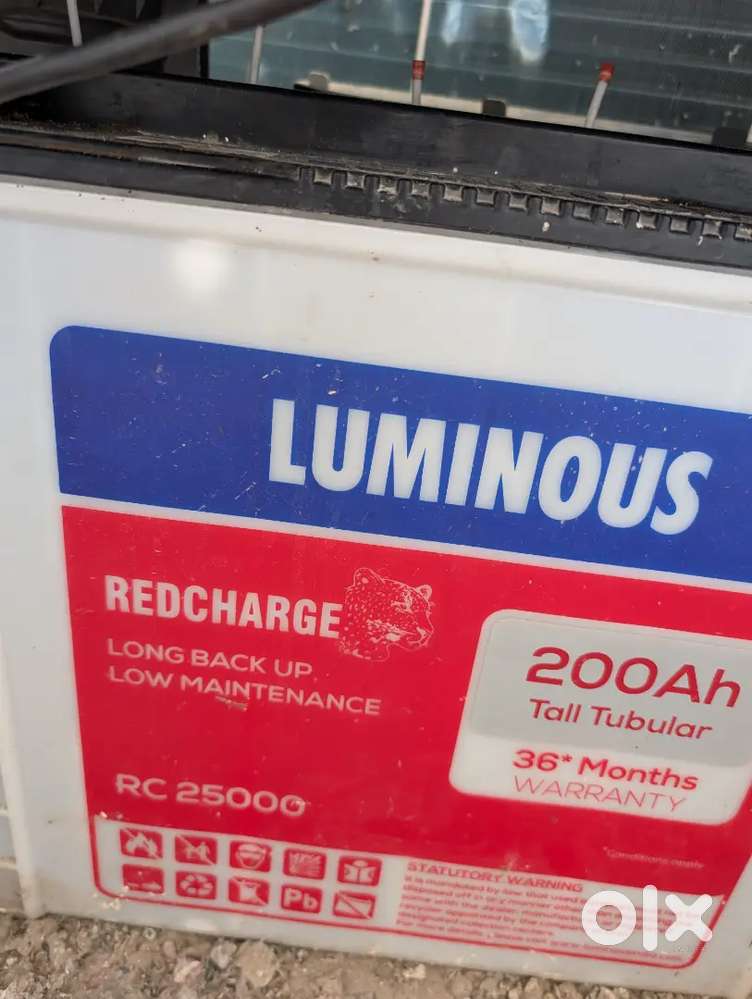 LUMINOUS
REDCHARGE
LONG BACK UP
LOW MAINTENANCE
200Ah
Tall Tubular
36* Months
WARRANTY
RC 25000
*Conditions apply
Pb
STATUTORY WARNING
olx